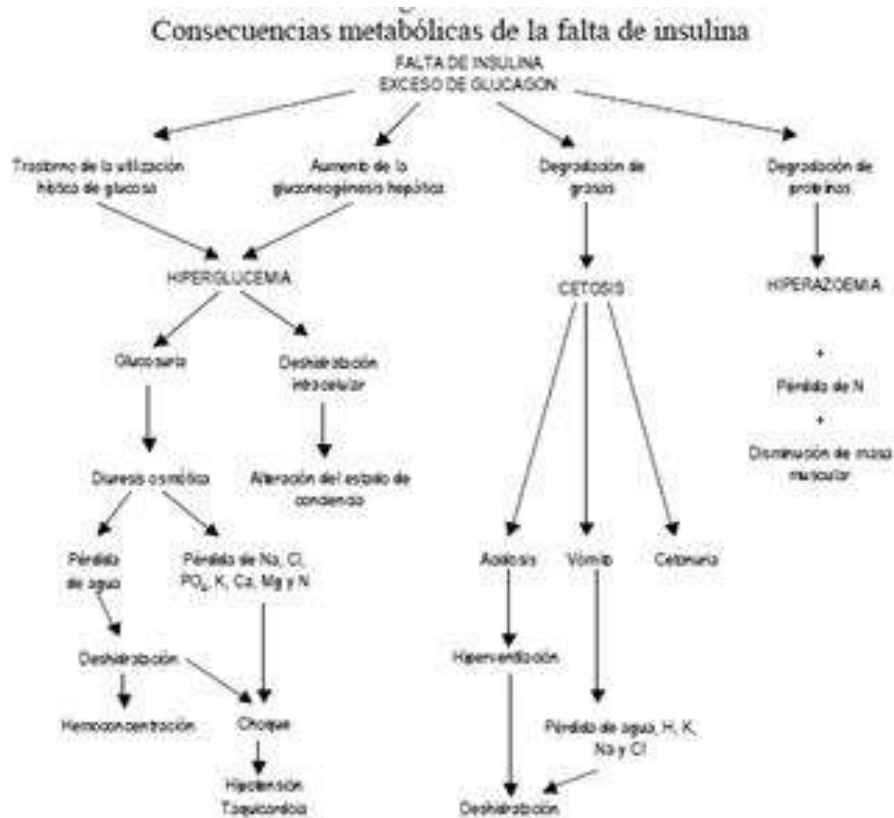 Consecuencias metabólicas de la falta de insulina
FALTA DE INSULINA
EXCESO DE GLUCAGON
Trastorno de la utilización
hística de glucosa
Aumento de la
gluconeogénesis hepática
Degradación de
grasas
Degradación de
proteínas
HIPERGLUCEMIA
CETOSIS
HIPERAZOEMIA
Glucosuria
Deshidratación
intracelular
+
Pérdida de N
+
Disminución de masa
muscular
Diuresis osmótica
Alteración del estado de
conciencia
Pérdida
de agua
Pérdida de Na, Cl,
PO₄, K, Ca, Mg y N
Acidosis
Vómito
Cetonuria
Deshidratación
Hiperventilación
Hemoconcentración
Choque
Pérdida de agua, H, K,
Na y Cl
Hipotensión
Taquicardia
Deshidratación